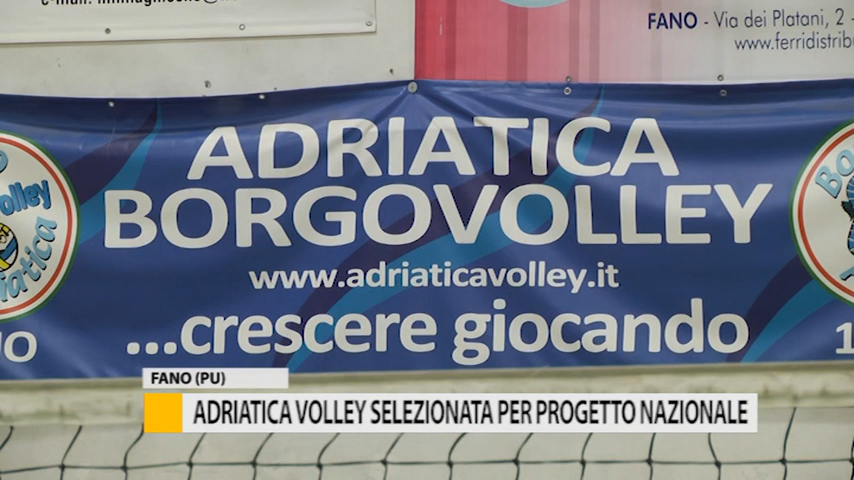 FANO - Via dei Platani, 2 -
www.ferridistribu
ADRIATICA
BORGOVOLLEY
www.adriaticavolley.it
...crescere giocando
FANO (PU)
ADRIATICA VOLLEY SELEZIONATA PER PROGETTO NAZIONALE